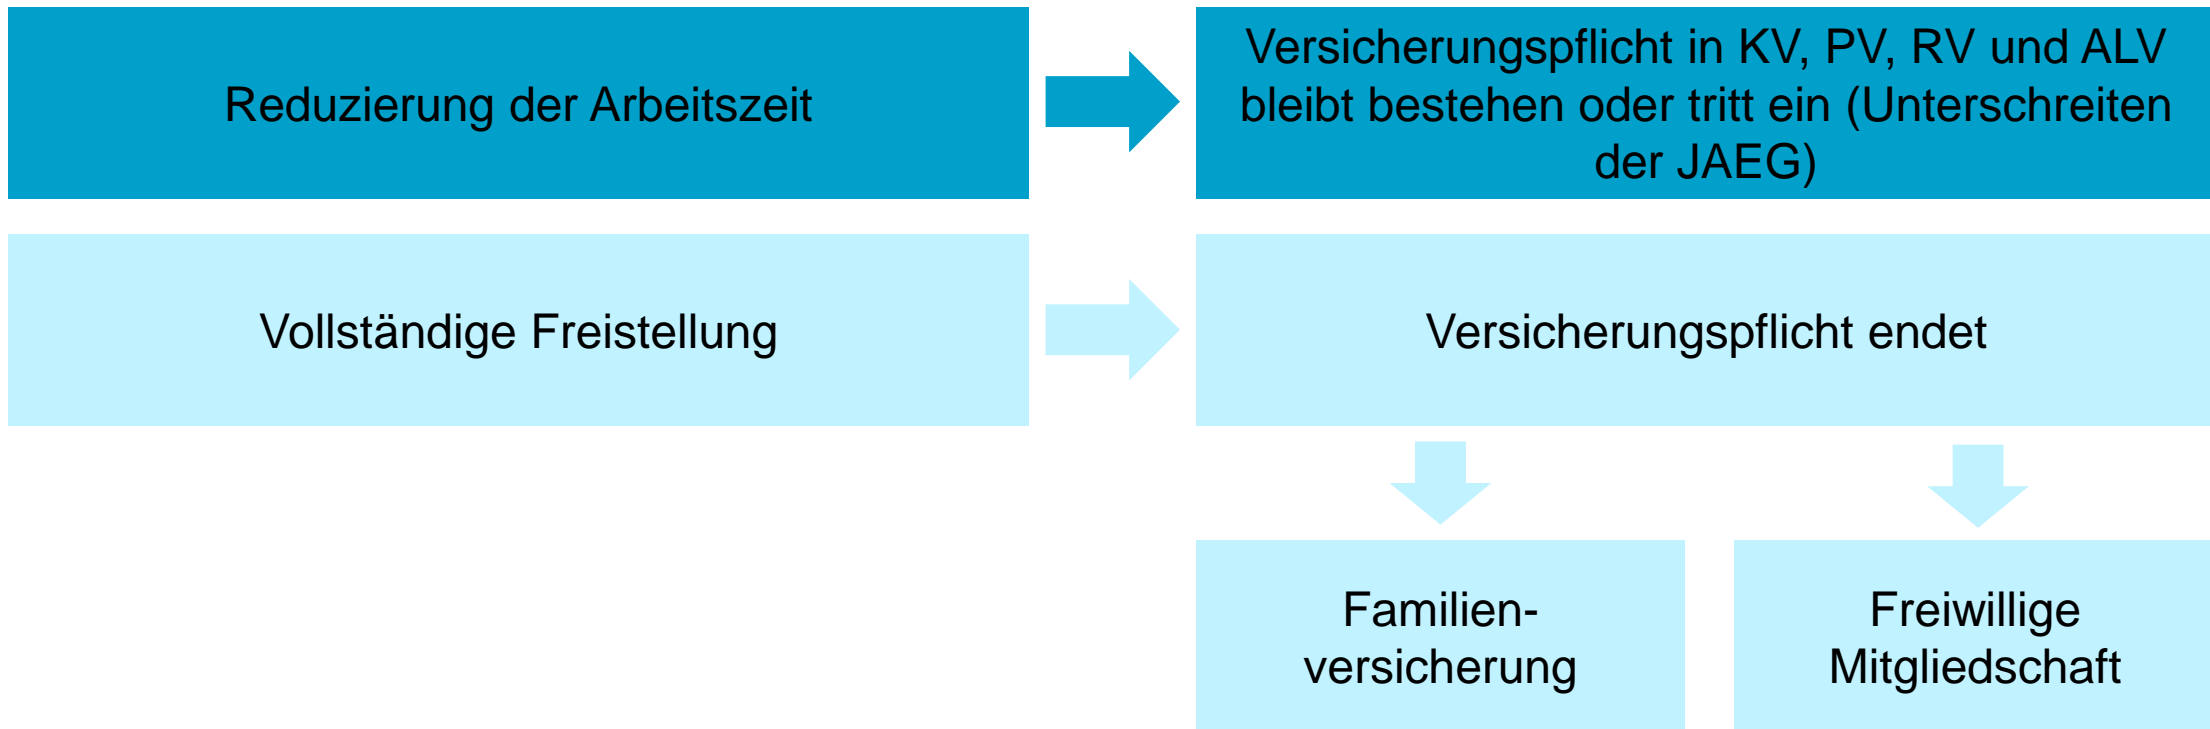 Reduzierung der Arbeitszeit
Versicherungspflicht in KV, PV, RV und ALV
bleibt bestehen oder tritt ein (Unterschreiten
der JAEG)
Vollständige Freistellung
Versicherungspflicht endet
Familien-
versicherung
Freiwillige
Mitgliedschaft